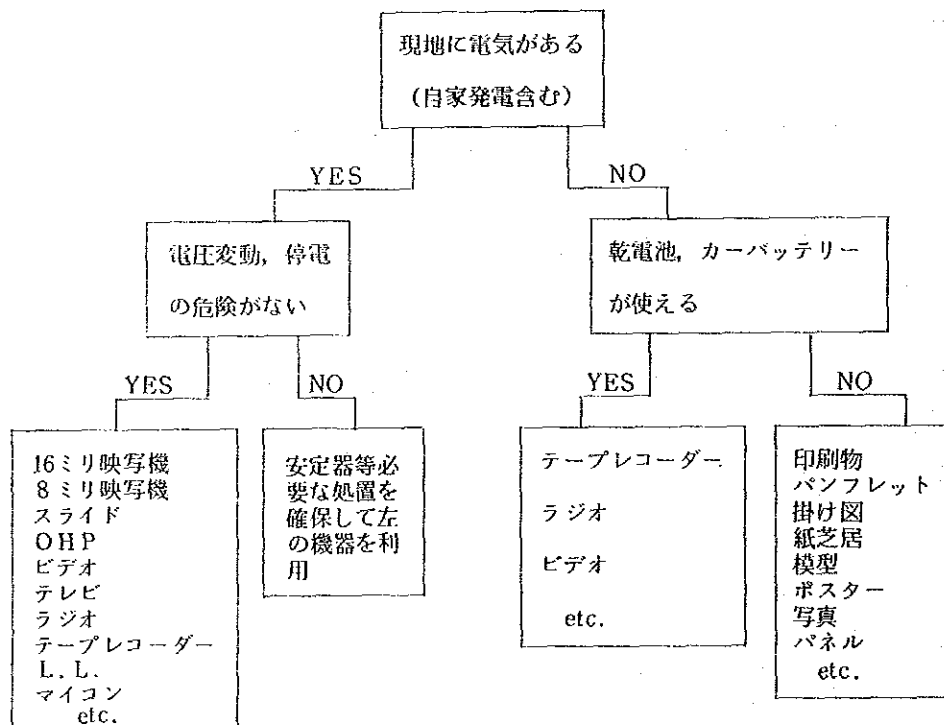 現地に電気がある
(自家発電含む)
YES
NO
電圧変動，停電
の危険がない
乾電池，カーバッテリー
が使える
YES
NO
YES
NO
16ミリ映写機
8ミリ映写機
スライド
OHP
ビデオ
テレビ
ラジオ
テープレコーダー
L.L.
マイコン
etc.
安定器等必
要な処置を
確保して左
の機器を利
用
テープレコーダー
ラジオ
ビデオ
etc.
印刷物
パンフレット
掛け図
紙芝居
模型
ポスター
写真
パネル
etc.